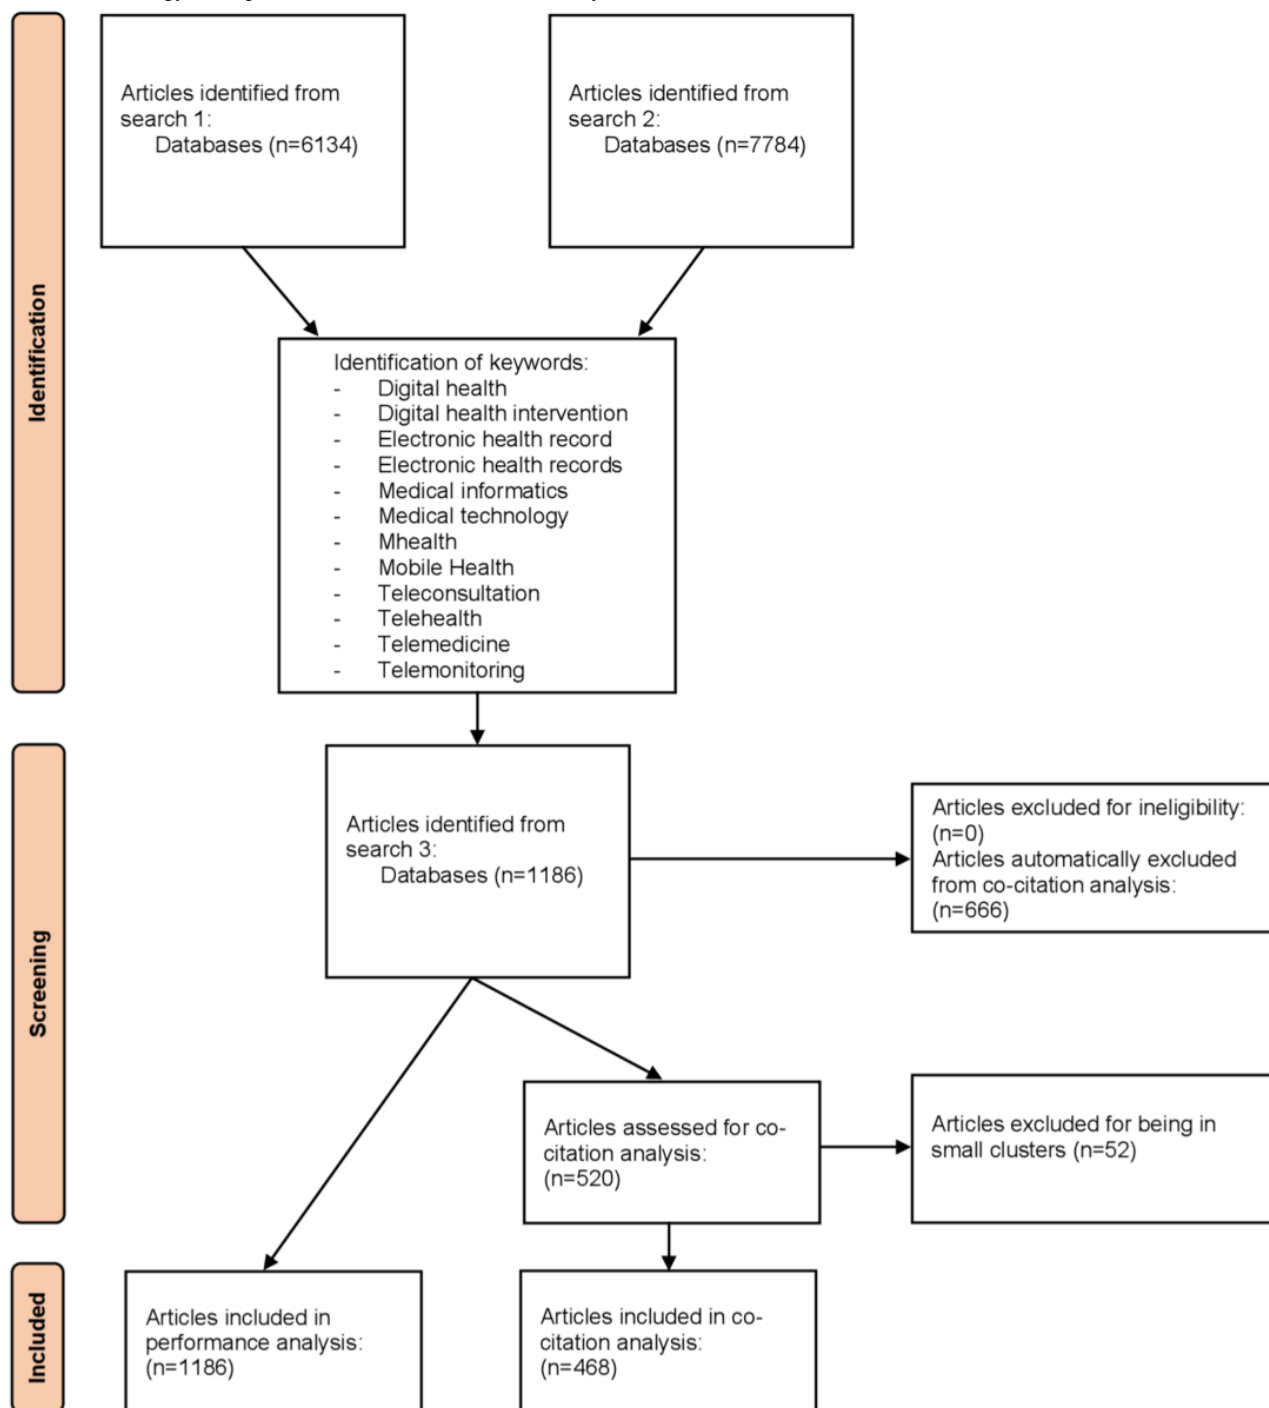 Identification
Articles identified from
search 1:
Databases (n=6134)
Articles identified from
search 2:
Databases (n=7784)
Identification of keywords:
- Digital health
- Digital health intervention
- Electronic health record
- Electronic health records
- Medical informatics
- Medical technology
- Mhealth
- Mobile Health
- Teleconsultation
- Telehealth
- Telemedicine
- Telemonitoring
Screening
Articles identified from
search 3:
Databases (n=1186)
Articles excluded for ineligibility:
(n=0)
Articles automatically excluded
from co-citation analysis:
(n=666)
Articles assessed for co-
citation analysis:
(n=520)
Articles excluded for being in
small clusters (n=52)
Included
Articles included in
performance analysis:
(n=1186)
Articles included in co-
citation analysis:
(n=468)